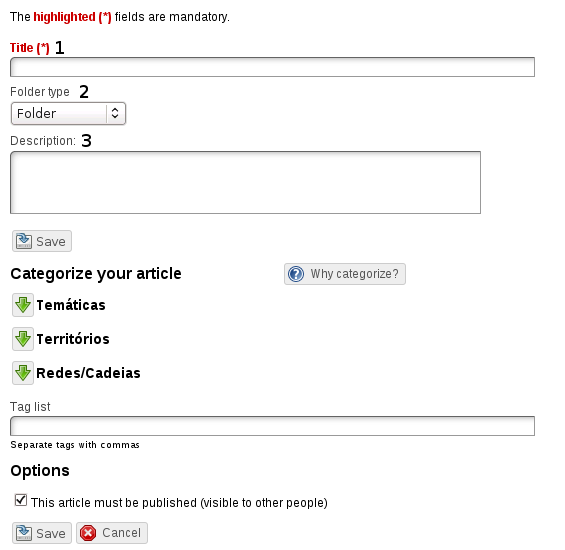 The highlighted (*) fields are mandatory.
Title (*) 1
Folder type 2
Folder
Description: 3
Save
Categorize your article
Why categorize?
Temáticas
Territórios
Redes/Cadeias
Tag list
Separate tags with commas
Options
This article must be published (visible to other people)
Save Cancel